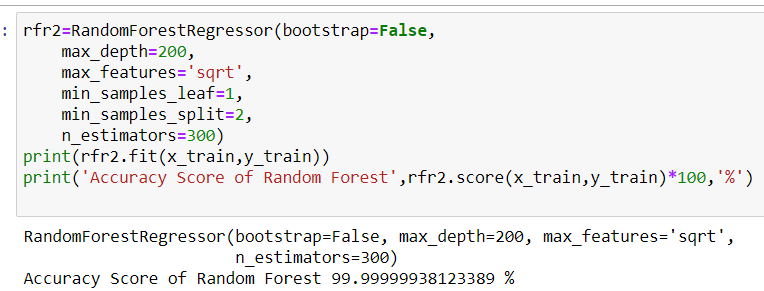 : rfr2=RandomForestRegressor(bootstrap=False,
    max_depth=200,
    max_features='sqrt',
    min_samples_leaf=1,
    min_samples_split=2,
    n_estimators=300)
print(rfr2.fit(x_train,y_train))
print('Accuracy Score of Random Forest',rfr2.score(x_train,y_train)*100,'%')
RandomForestRegressor(bootstrap=False, max_depth=200, max_features='sqrt',
                      n_estimators=300)
Accuracy Score of Random Forest 99.99999938123389 %